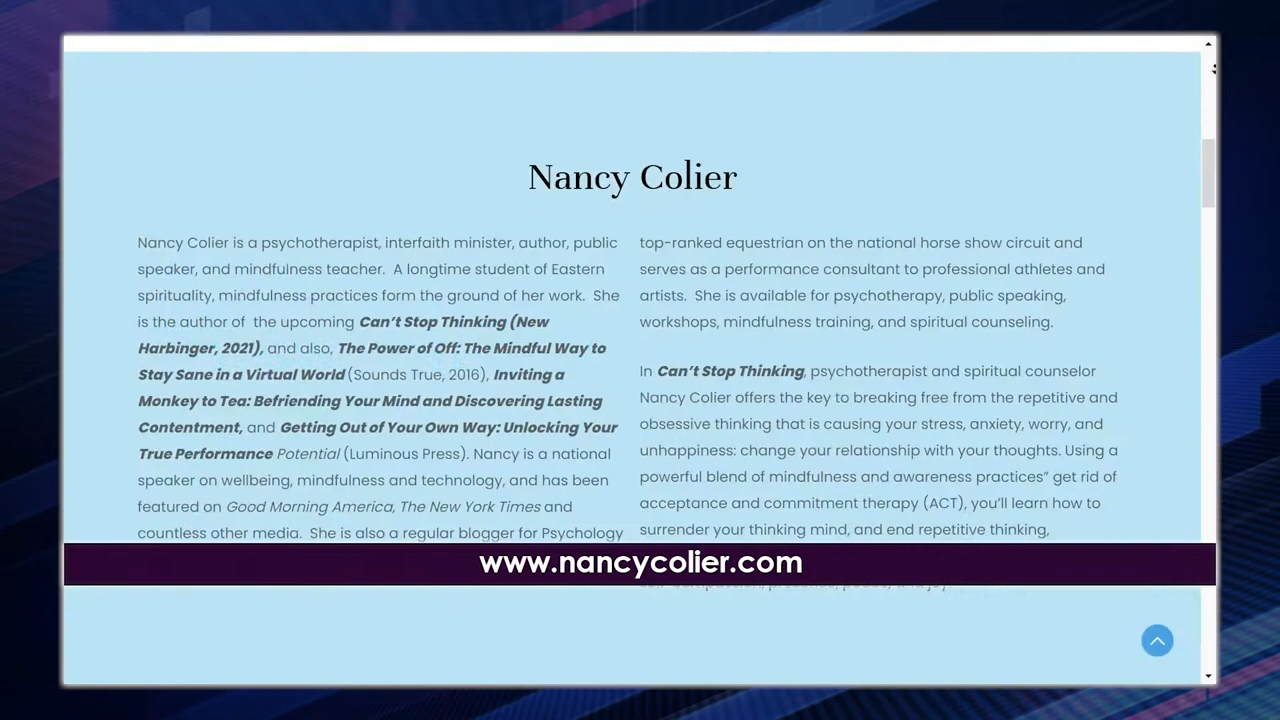 Nancy Colier
Nancy Colier is a psychotherapist, interfaith minister, author, public
speaker, and mindfulness teacher.  A longtime student of Eastern
spirituality, mindfulness practices form the ground of her work.  She
is the author of  the upcoming Can't Stop Thinking (New
Harbinger, 2021), and also, The Power of Off: The Mindful Way to
Stay Sane in a Virtual World (Sounds True, 2016), Inviting a
Monkey to Tea: Befriending Your Mind and Discovering Lasting
Contentment, and Getting Out of Your Own Way: Unlocking Your
True Performance Potential (Luminous Press). Nancy is a national
speaker on wellbeing, mindfulness and technology, and has been
featured on Good Morning America, The New York Times and
countless other media.  She is also a regular blogger for Psychology
top-ranked equestrian on the national horse show circuit and
serves as a performance consultant to professional athletes and
artists.  She is available for psychotherapy, public speaking,
workshops, mindfulness training, and spiritual counseling.
In Can't Stop Thinking, psychotherapist and spiritual counselor
Nancy Colier offers the key to breaking free from the repetitive and
obsessive thinking that is causing your stress, anxiety, worry, and
unhappiness: change your relationship with your thoughts. Using a
powerful blend of mindfulness and awareness practices" get rid of
acceptance and commitment therapy (ACT), you'll learn how to
surrender your thinking mind, and end repetitive thinking,
www.nancycolier.com